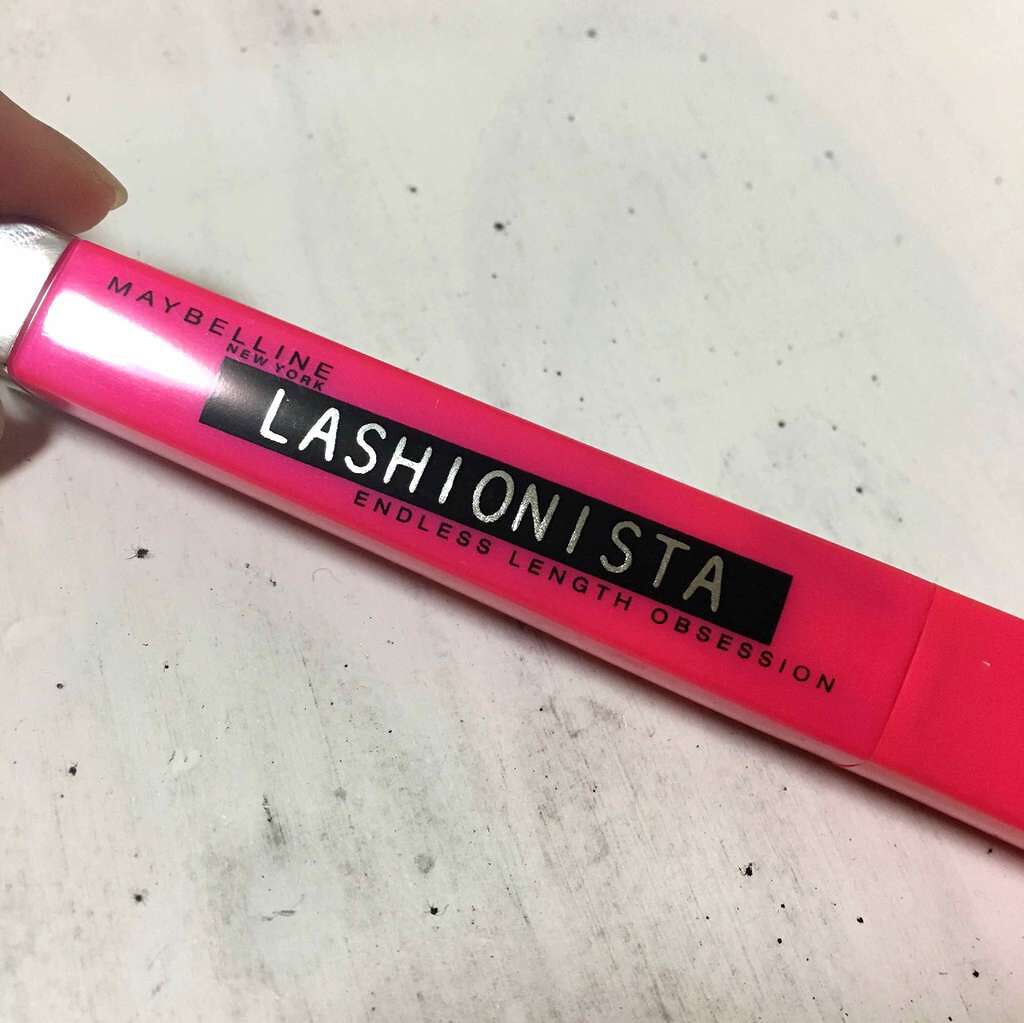 MAYBELLINE
NEW YORK
LASHIONISTA
ENDLESS LENGTH OBSESSION